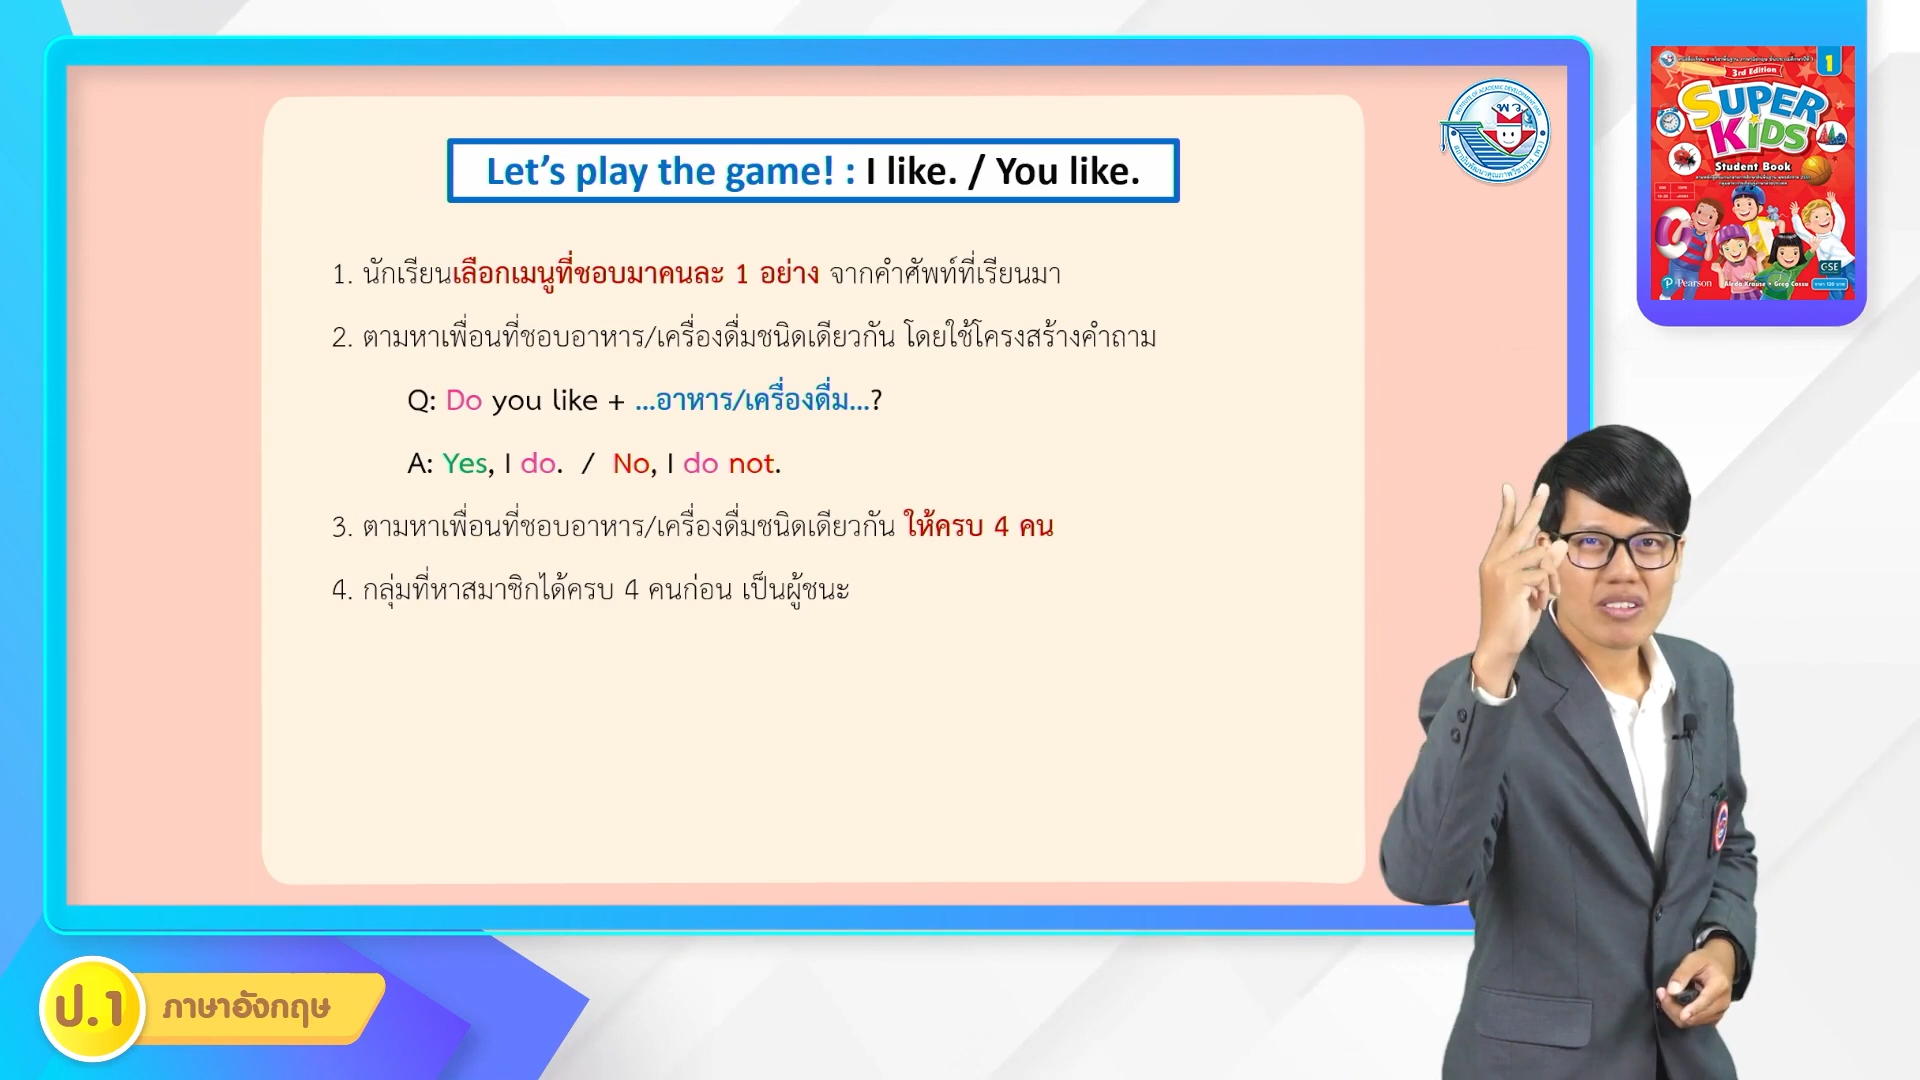 Let's play the game! : I like. / You like.
1. นักเรียนเลือกเมนูที่ชอบมาคนละ 1 อย่าง จากคำศัพท์ที่เรียนมา
2. ตามหาเพื่อนที่ชอบอาหาร/เครื่องดื่มชนิดเดียวกัน โดยใช้โครงสร้างคำถาม
Q: Do you like + ...อาหาร/เครื่องดื่ม...?
A: Yes, I do. / No, I do not.
3. ตามหาเพื่อนที่ชอบอาหาร/เครื่องดื่มชนิดเดียวกัน ให้ครบ 4 คน
4. กลุ่มที่หาสมาชิกได้ครบ 4 คนก่อน เป็นผู้ชนะ
พว
1
3rd Edition
SUPER
KIDS
Student Book
GSE
Pearson
Aleda Krause • Greg Cossu
ป.1 ภาษาอังกฤษ